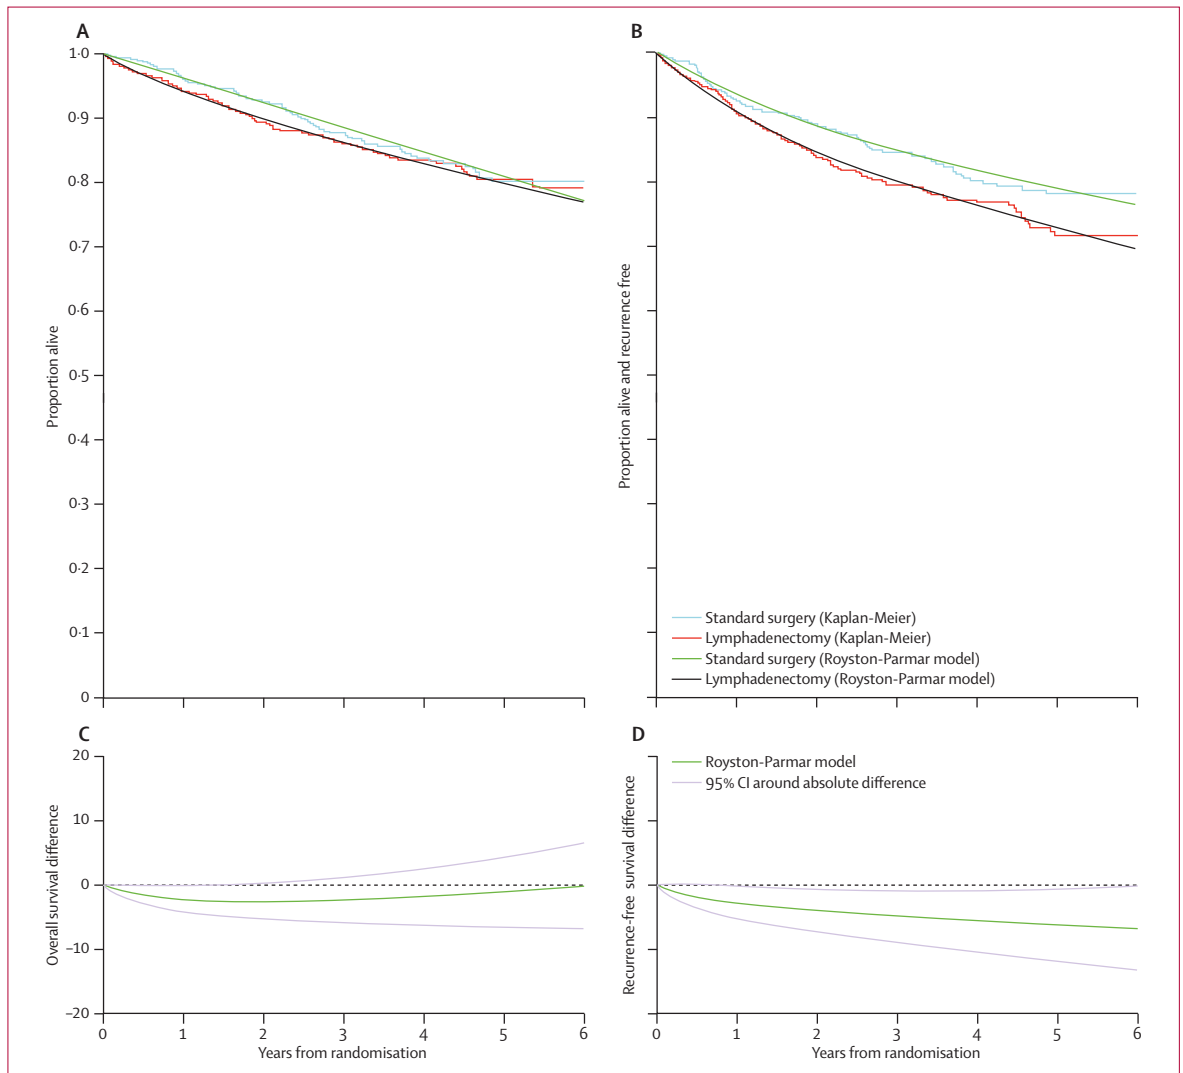 A
1·0
0·9
0·8
0·7
0·6
0·5
0·4
0·3
0·2
0·1
0
Proportion alive
B
Proportion alive and recurrence free
Standard surgery (Kaplan-Meier)
Lymphadenectomy (Kaplan-Meier)
Standard surgery (Royston-Parmar model)
Lymphadenectomy (Royston-Parmar model)
C
20
10
0
–10
–20
Overall survival difference
0 1 2 3 4 5 6
Years from randomisation
D
Royston-Parmar model
95% CI around absolute difference
Recurrence-free survival difference
0 1 2 3 4 5 6
Years from randomisation